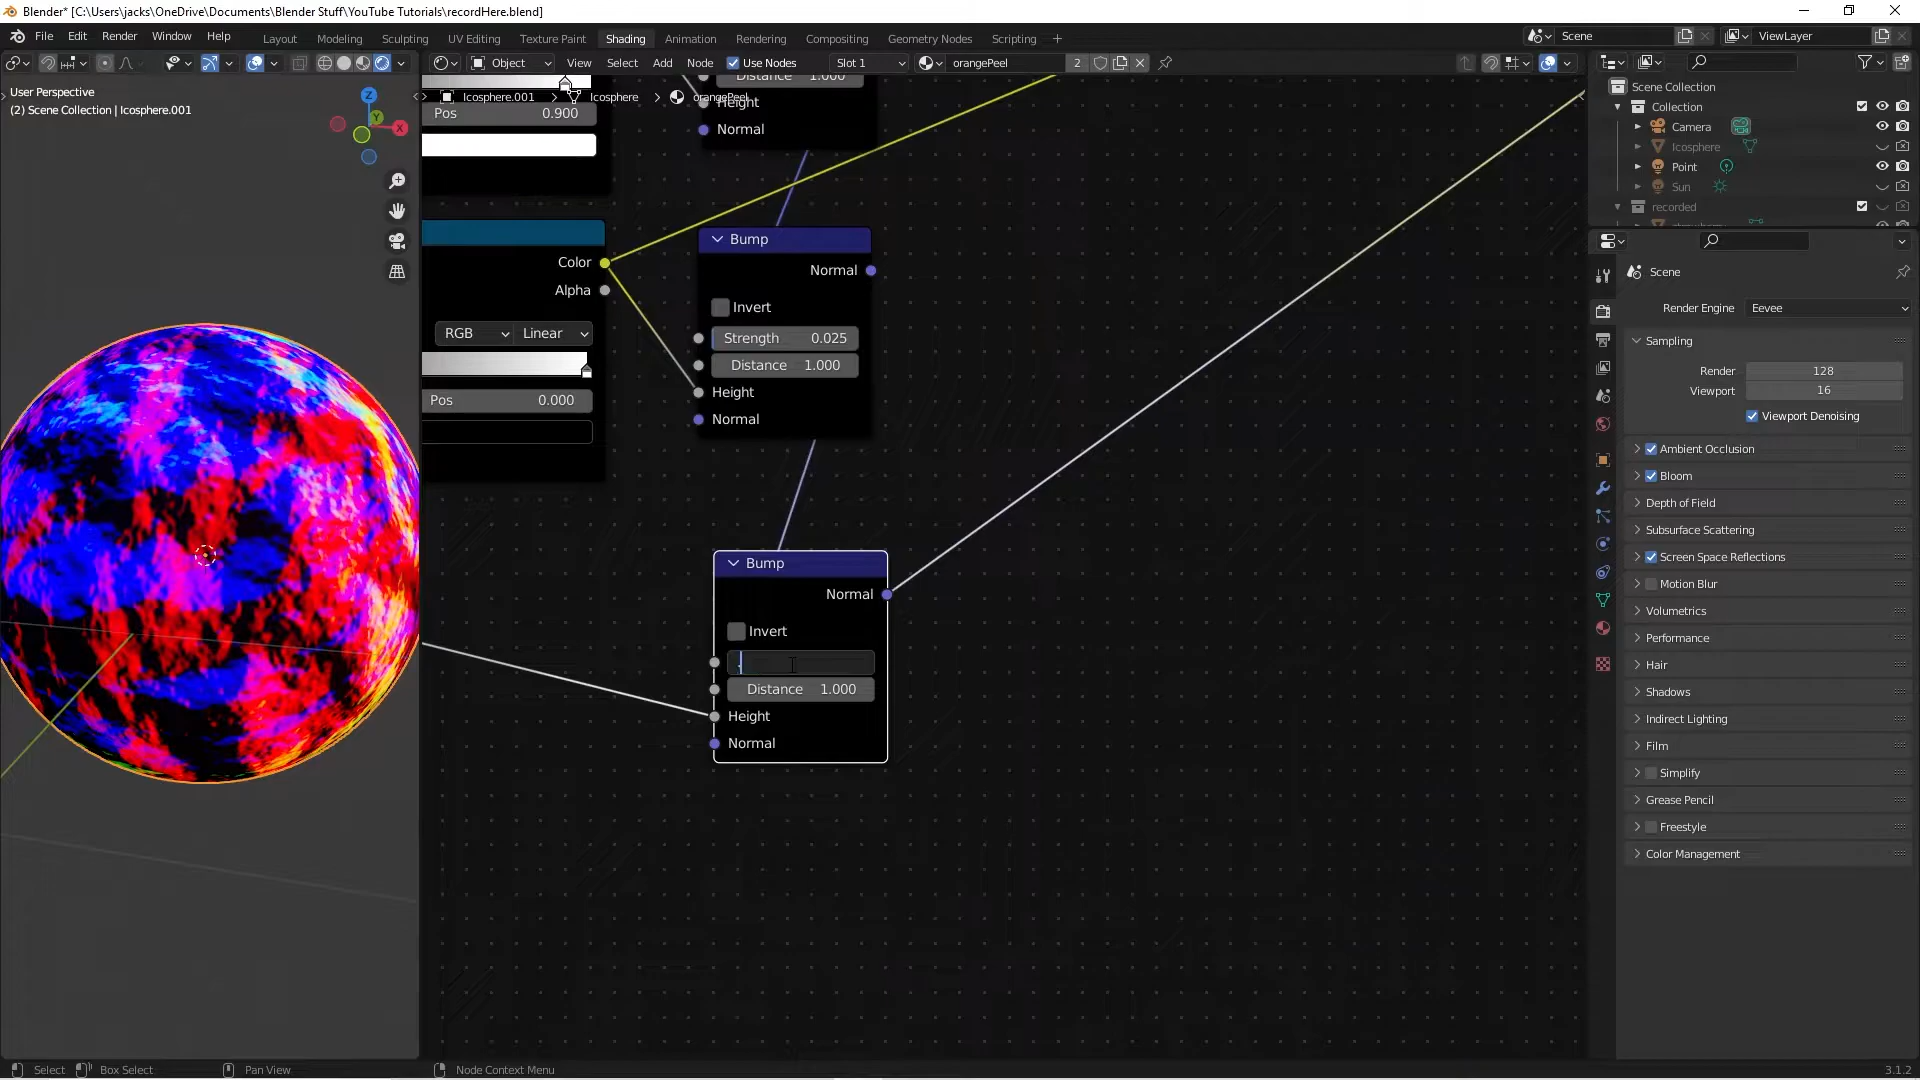 Blender* [C:\Users\jacks\OneDrive\Documents\Blender Stuff\YouTube Tutorials\recordHere.blend]
File Edit Render Window Help Layout Modeling Sculpting UV Editing Texture Paint Shading Animation Rendering Compositing Geometry Nodes Scripting + Scene ViewLayer
Object View Select Add Node Use Nodes Slot 1 orangePeel 2
User Perspective
(2) Scene Collection | Icosphere.001
Z
Y
X
Distance 1.000
Icosphere.001 > Icosphere > orangePeel
Height
Pos 0.900
Normal
Bump
Normal
Invert
Strength 0.025
Distance 1.000
Height
Normal
Color
Alpha
RGB Linear
Pos 0.000
Bump
Normal
Invert
.
Distance 1.000
Height
Normal
Scene Collection
Collection
Camera
Icosphere
Point
Sun
recorded
Scene
Render Engine Eevee
Sampling
Render 128
Viewport 16
Viewport Denoising
Ambient Occlusion
Bloom
Depth of Field
Subsurface Scattering
Screen Space Reflections
Motion Blur
Volumetrics
Performance
Hair
Shadows
Indirect Lighting
Film
Simplify
Grease Pencil
Freestyle
Color Management
Select Box Select Pan View Node Context Menu 3.1.2